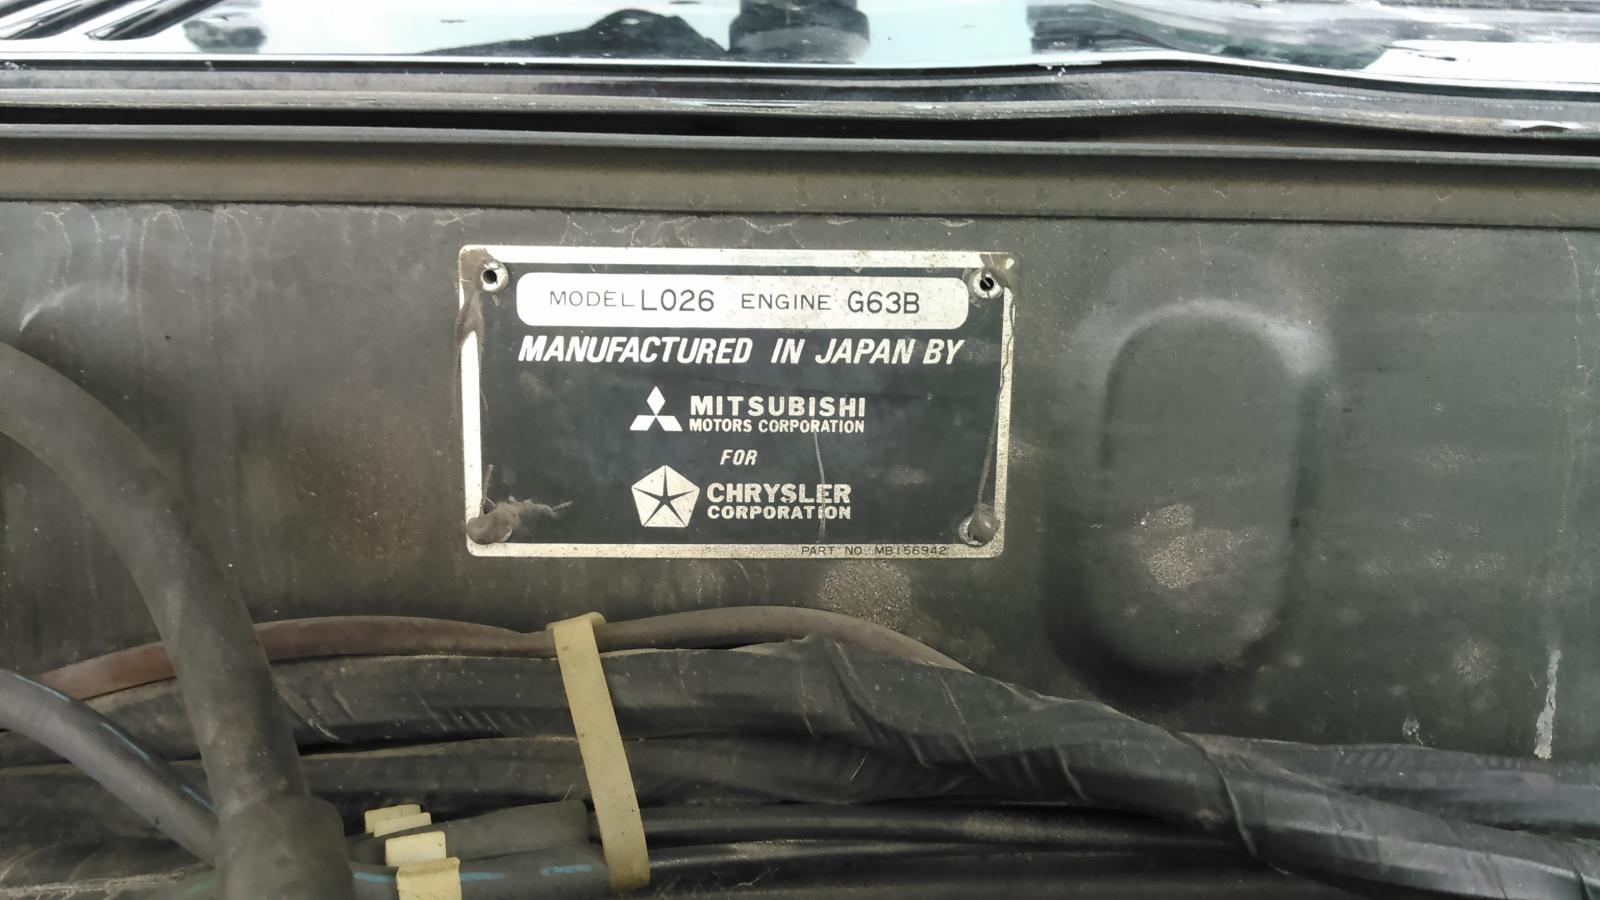 MODEL L026 ENGINE G63B
MANUFACTURED IN JAPAN BY
MITSUBISHI
MOTORS CORPORATION
FOR
CHRYSLER
CORPORATION
PART NO MB156942